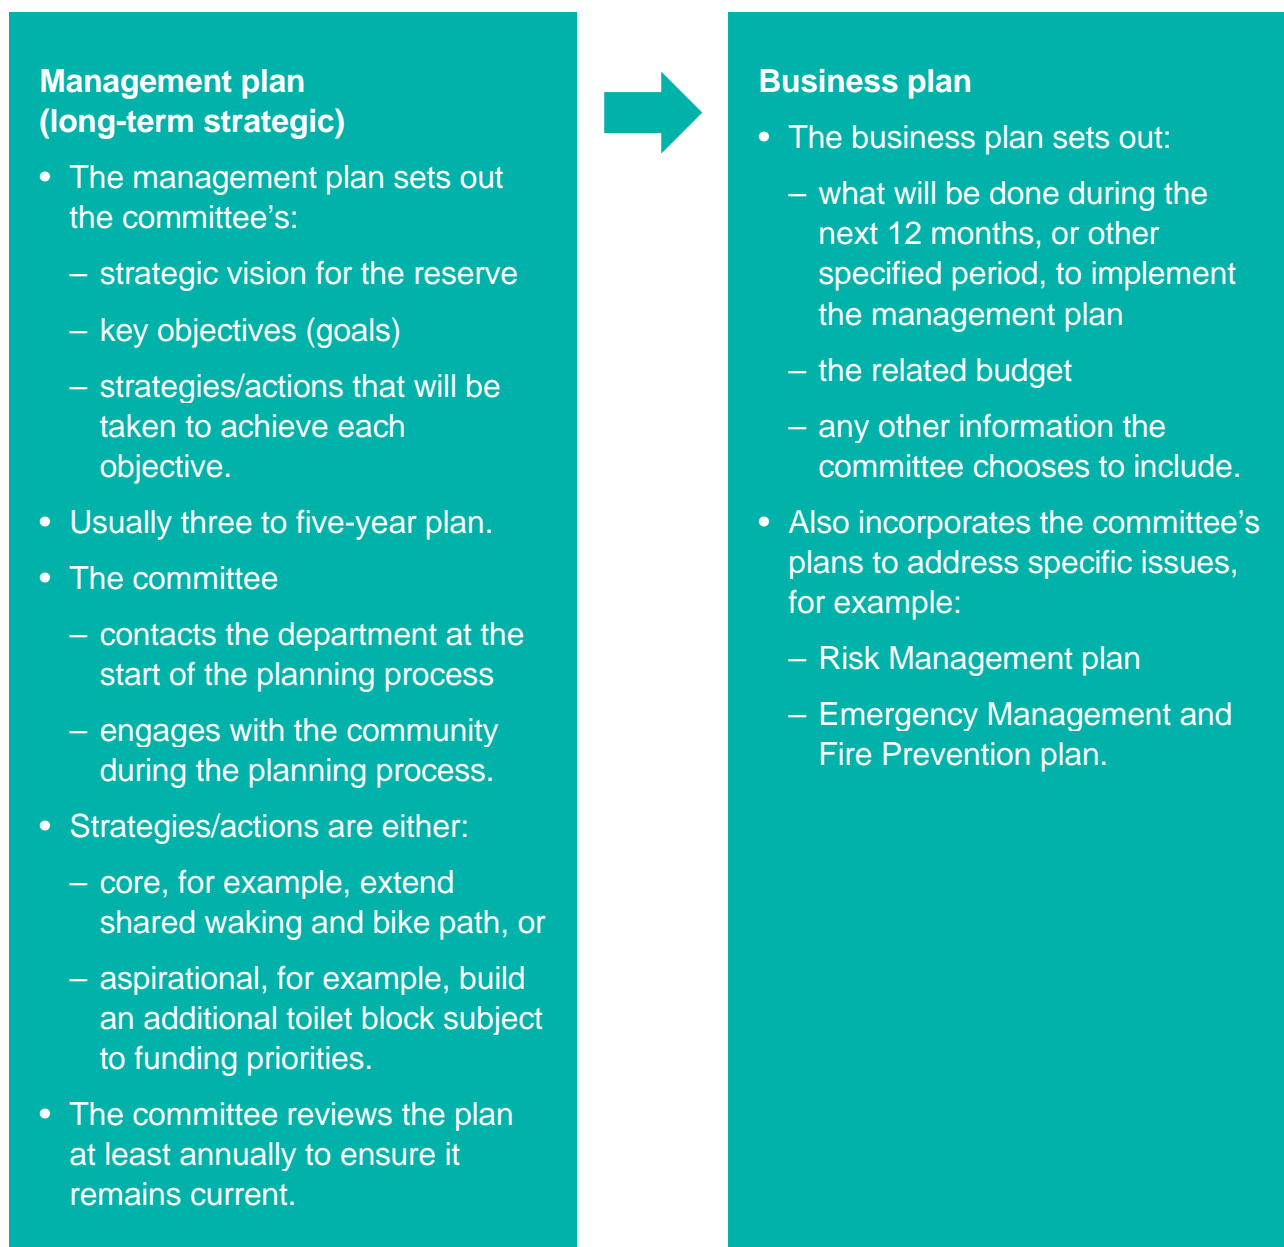 Management plan
(long-term strategic)
• The management plan sets out
the committee’s:
– strategic vision for the reserve
– key objectives (goals)
– strategies/actions that will be
taken to achieve each
objective.
• Usually three to five-year plan.
• The committee
– contacts the department at the
start of the planning process
– engages with the community
during the planning process.
• Strategies/actions are either:
– core, for example, extend
shared waking and bike path, or
– aspirational, for example, build
an additional toilet block subject
to funding priorities.
• The committee reviews the plan
at least annually to ensure it
remains current.
Business plan
• The business plan sets out:
– what will be done during the
next 12 months, or other
specified period, to implement
the management plan
– the related budget
– any other information the
committee chooses to include.
• Also incorporates the committee’s
plans to address specific issues,
for example:
– Risk Management plan
– Emergency Management and
Fire Prevention plan.